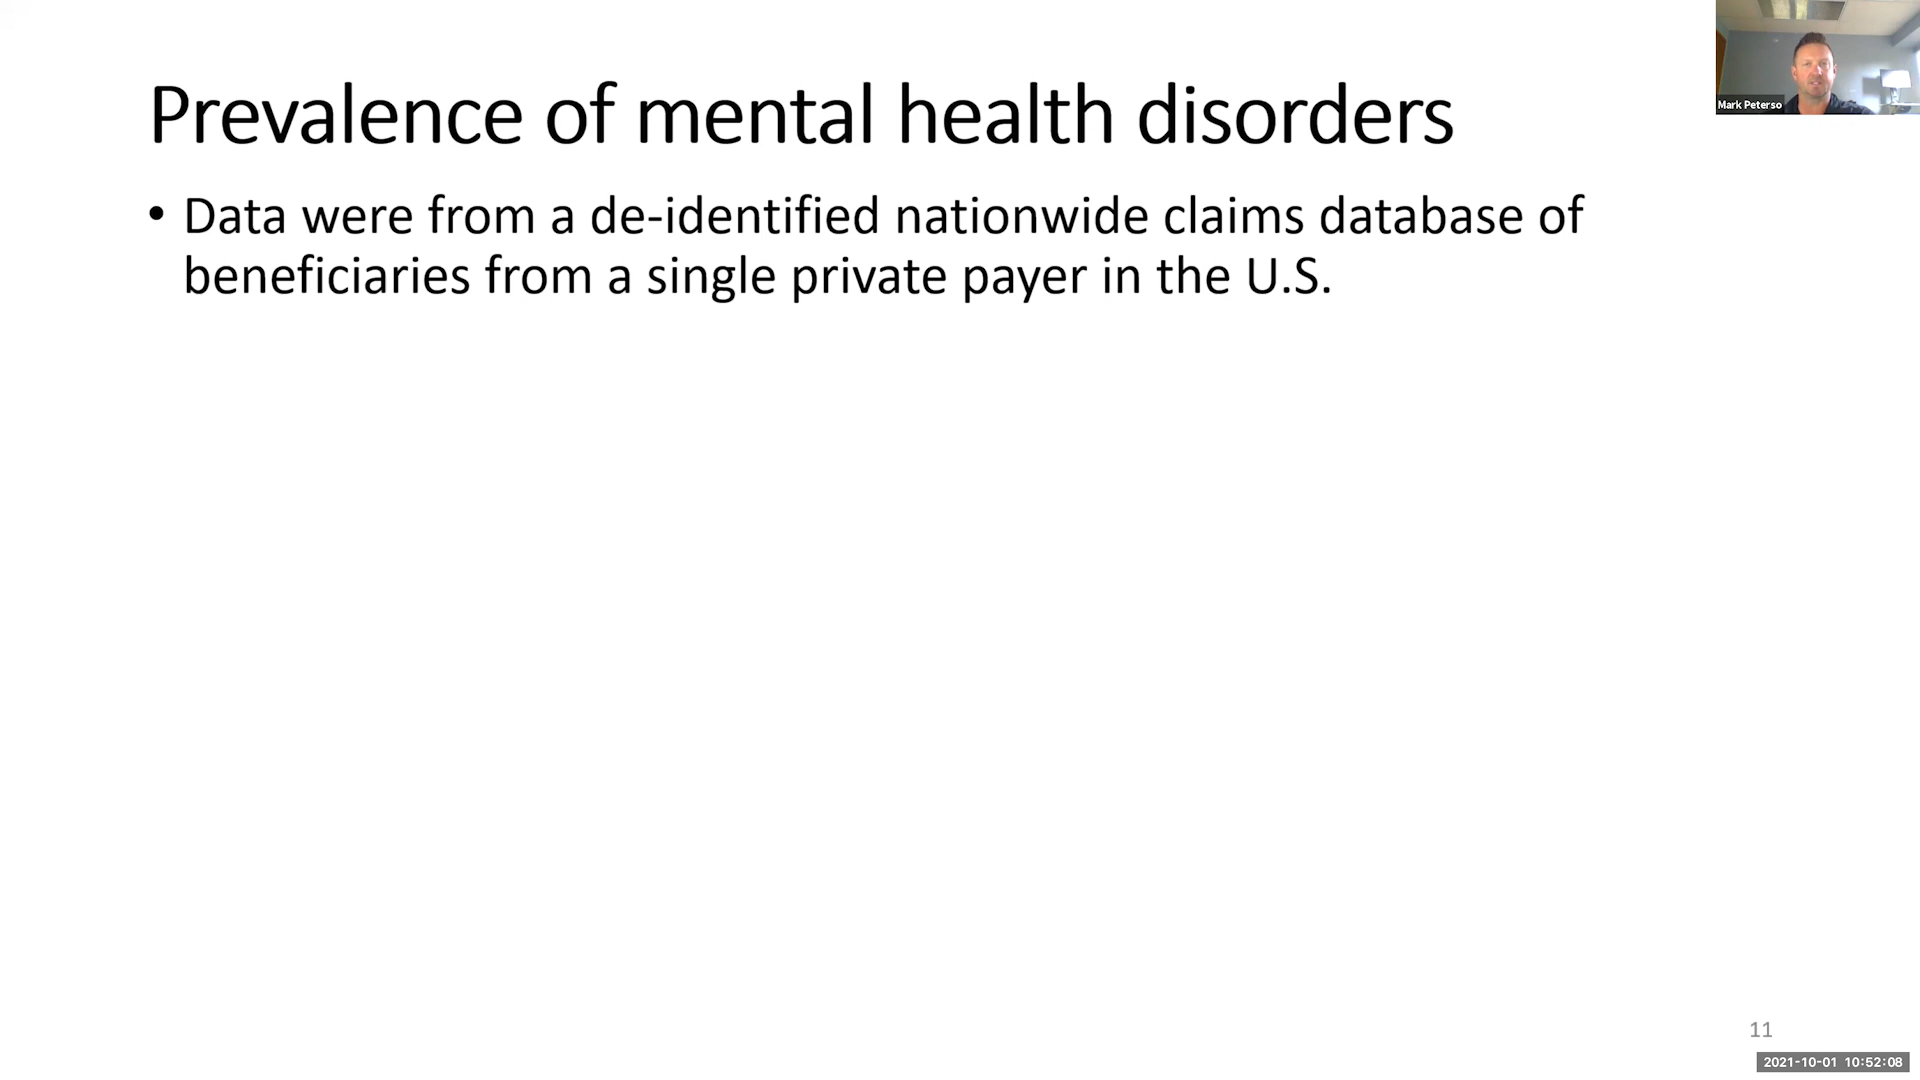 Prevalence of mental health disorders
Mark Peterso
• Data were from a de-identified nationwide claims database of
beneficiaries from a single private payer in the U.S.
11
2021-10-01 10:52:08